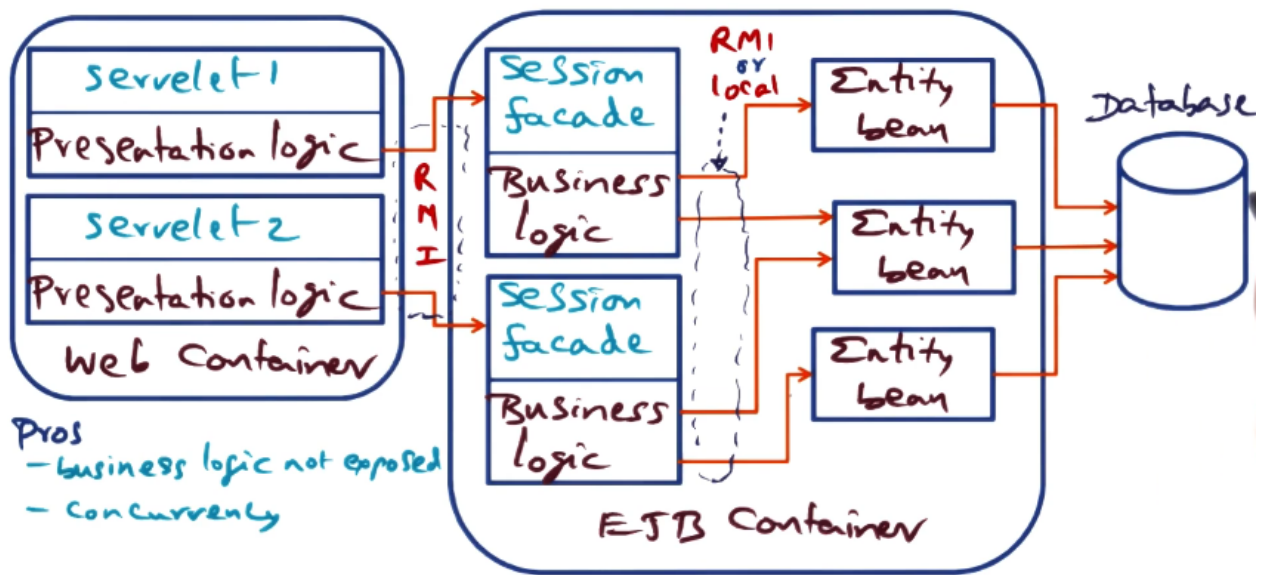 servelet1
Presentation logic
servelet2
Presentation logic
Web Container
RMI
Session
facade
Business
logic
Session
facade
Business
logic
RMI
or
local
Entity
bean
Entity
bean
Entity
bean
EJB Container
Database
Pros
- business logic not exposed
- concurrency